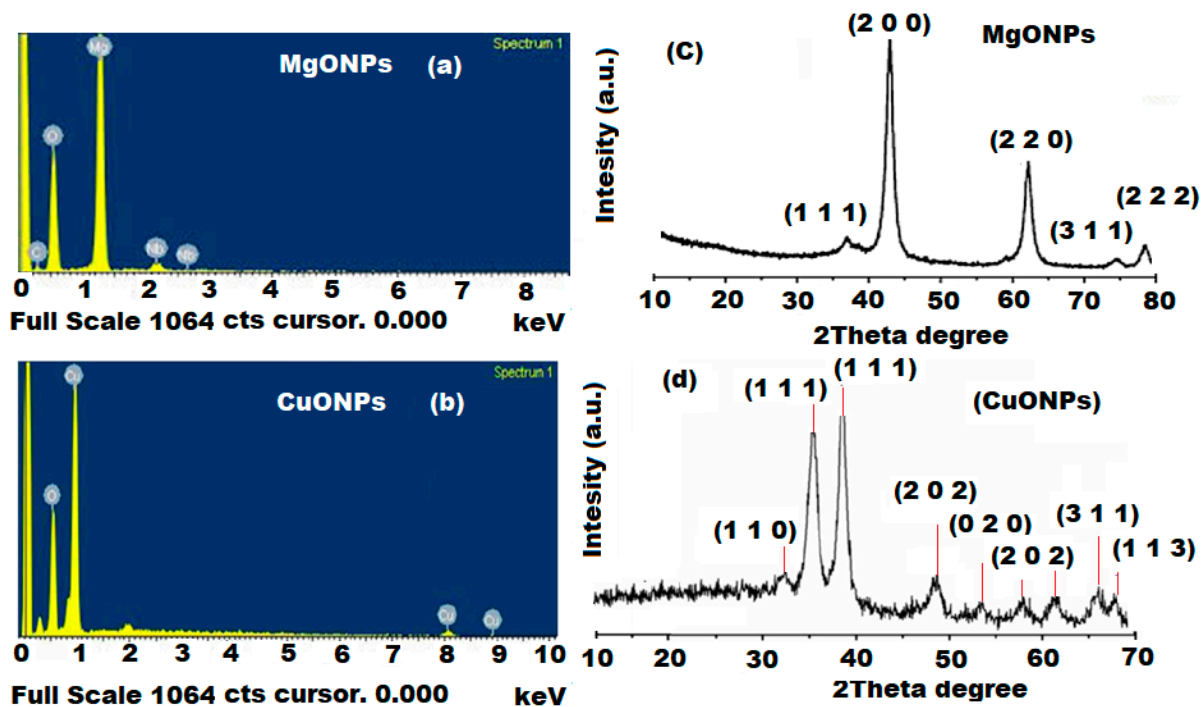 Spectrum 1
MgONPs (a)
Mg
O
C
Nb
Nb
0 1 2 3 4 5 6 7 8
Full Scale 1064 cts cursor. 0.000 keV
(C)
MgONPs
(2 0 0)
(2 2 0)
(2 2 2)
(1 1 1)
(3 1 1)
Intesity (a.u.)
10 20 30 40 50 60 70 80
2Theta degree
Spectrum 1
CuONPs (b)
Cu
O
Cu
Cu
0 1 2 3 4 5 6 7 8 9 10
Full Scale 1064 cts cursor. 0.000 keV
(d)
(CuONPs)
(1 1 1)
(1 1 1)
(2 0 2)
(0 2 0)
(3 1 1)
(1 1 0)
(2 0 2)
(1 1 3)
Intesity (a.u.)
10 20 30 40 50 60 70
2Theta degree